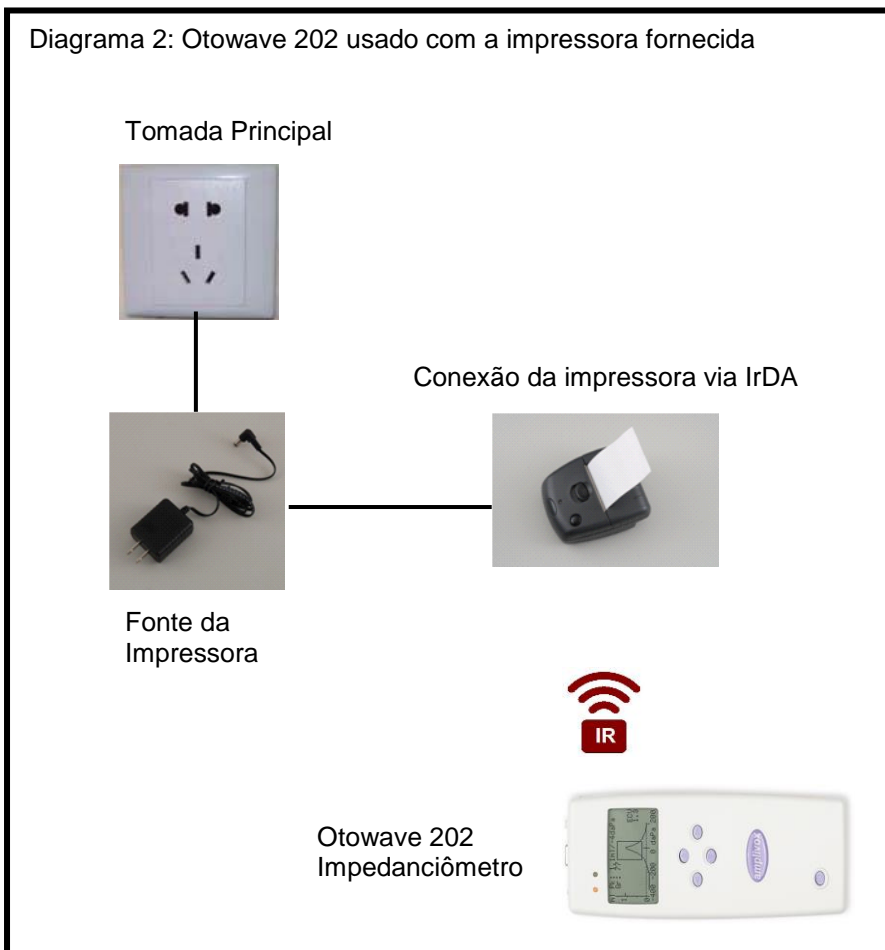 Diagrama 2: Otowave 202 usado com a impressora fornecida
Tomada Principal
Conexão da impressora via IrDA
Fonte da
Impressora
IR
Otowave 202
Impedanciômetro
amplivox